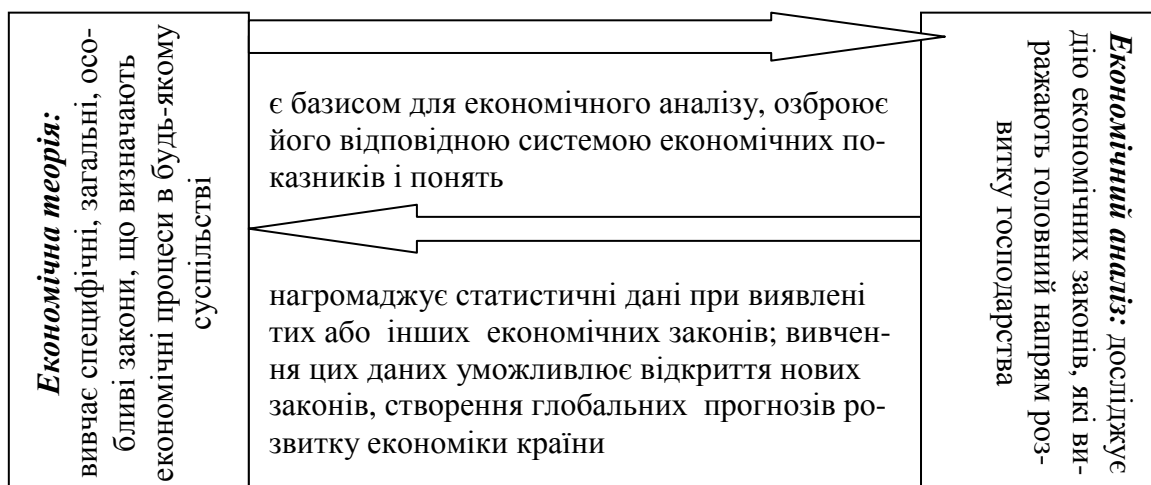 Економічна теорія:
вивчає специфічні, загальні, осо-
бливі закони, що визначають
економічні процеси в будь-якому
суспільстві
є базисом для економічного аналізу, озброює
його відповідною системою економічних по-
казників і понять
нагромаджує статистичні дані при виявлені
тих або інших економічних законів; вивчен-
ня цих даних уможливлює відкриття нових
законів, створення глобальних прогнозів ро-
звитку економіки країни
Економічний аналіз: досліджує
дію економічних законів, які ви-
ражають головний напрям роз-
витку господарства